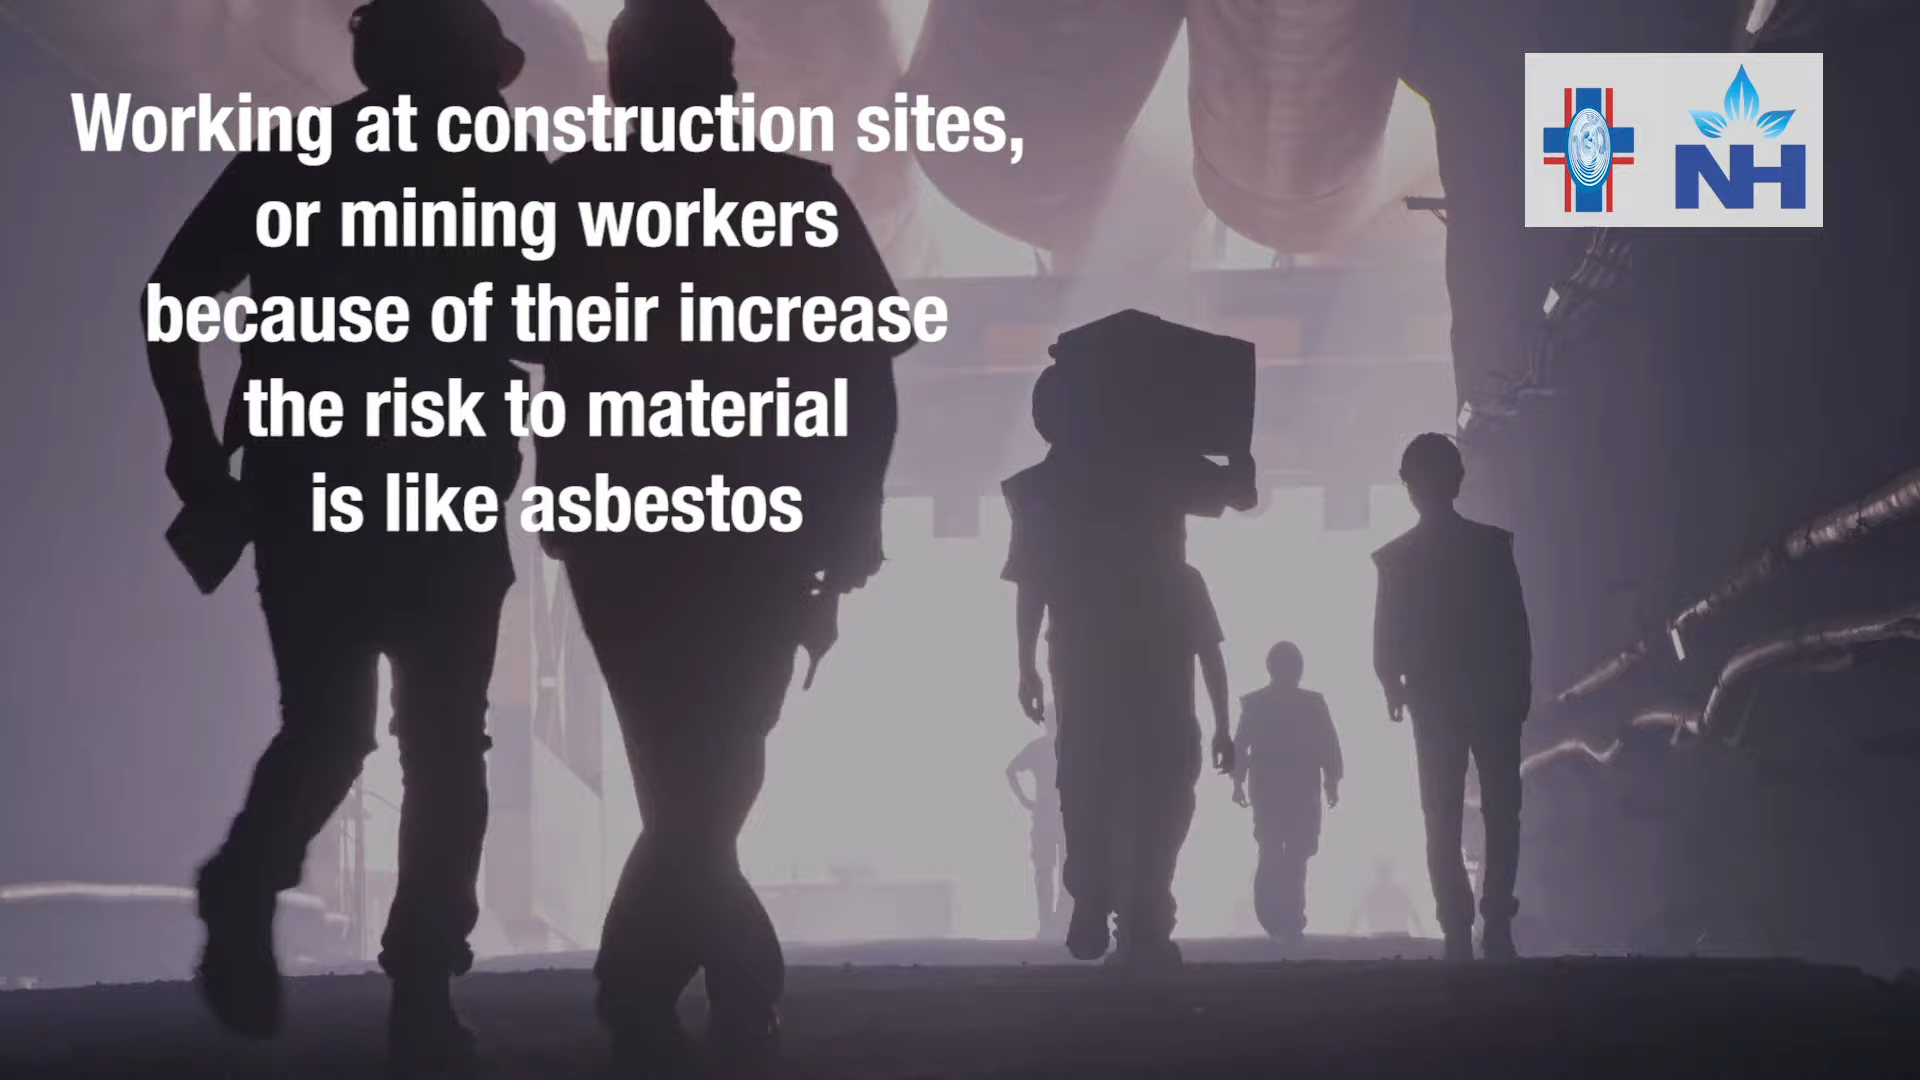 Working at construction sites,
or mining workers
because of their increase
the risk to material
is like asbestos
NH